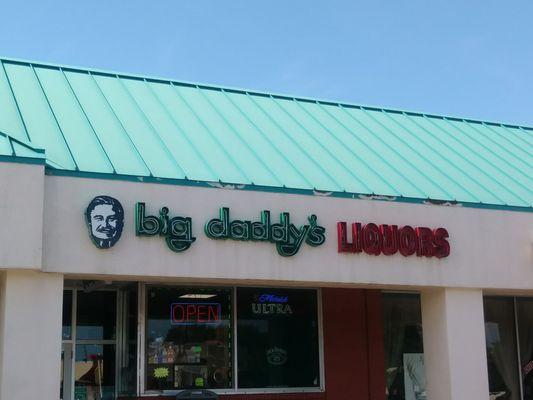 big daddy's LIQUORS
OPEN
Michelob
ULTRA